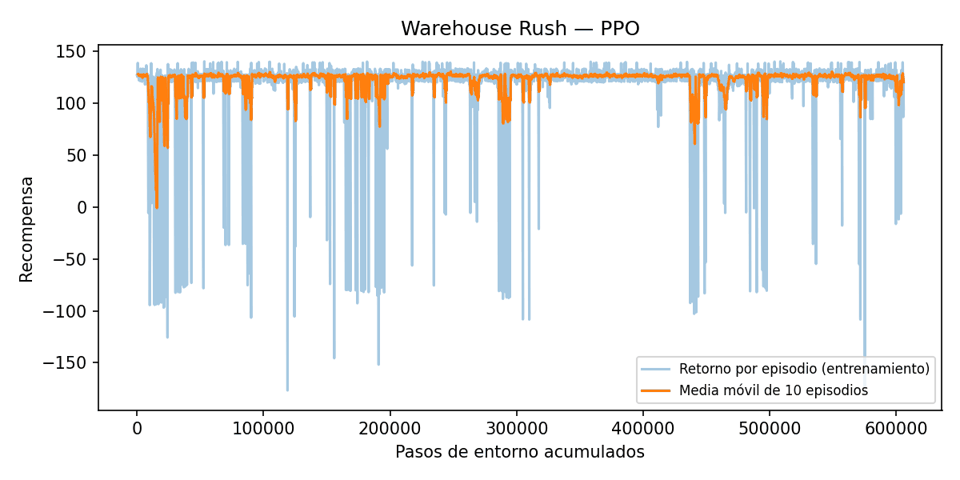 Warehouse Rush — PPO
150
100
50
0
−50
−100
−150
Recompensa
0
100000
200000
300000
400000
500000
600000
Pasos de entorno acumulados
Retorno por episodio (entrenamiento)
Media móvil de 10 episodios